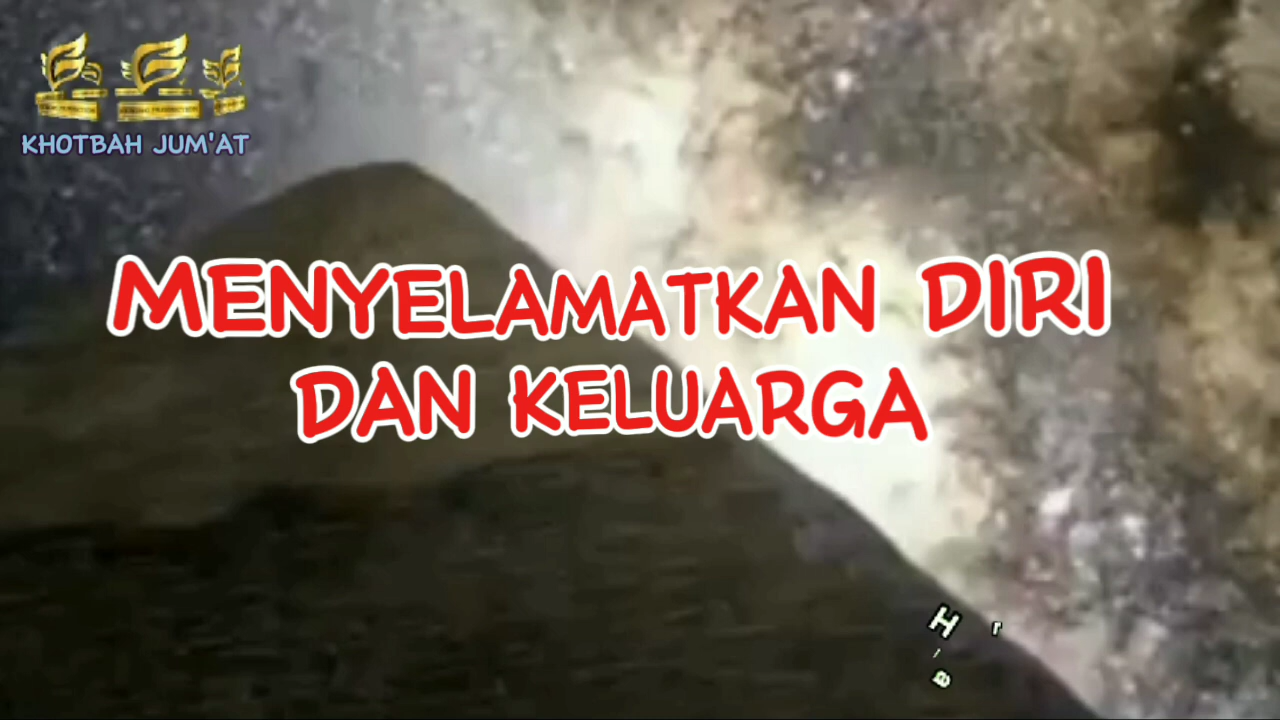 KHOTBAH JUM'AT
MENYELAMATKAN DIRI
DAN KELUARGA
H
r
a